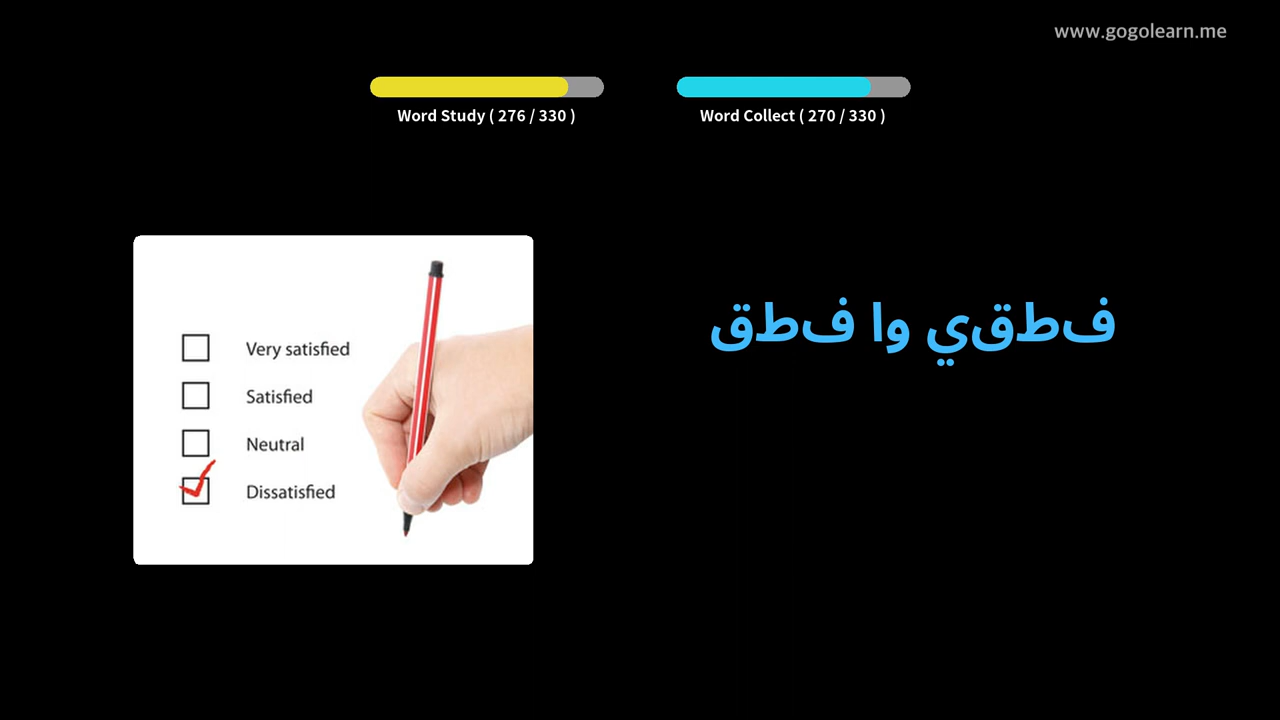 www.gogolearn.me
Word Study ( 276 / 330 )
Word Collect ( 270 / 330 )
فطقي وا فطق
Very satisfied
Satisfied
Neutral
Dissatisfied